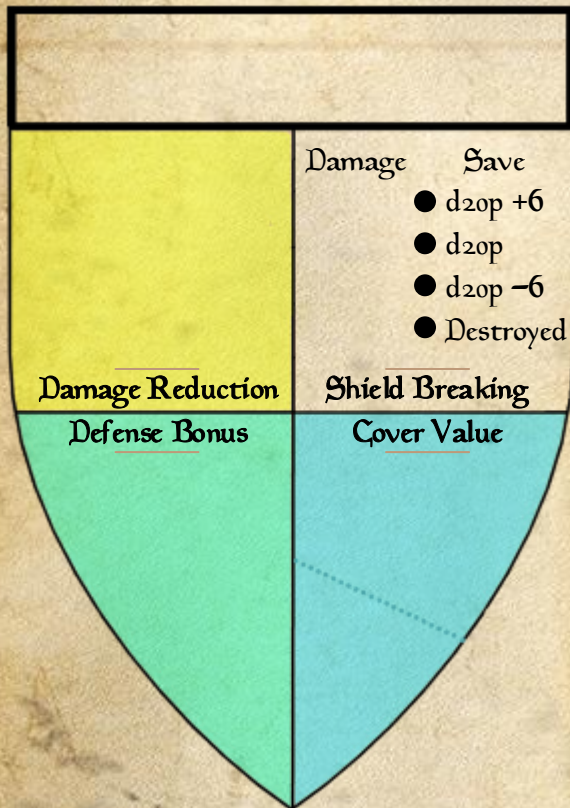 Damage Save
d20p +6
d20p
d20p -6
Destroyed
Damage Reduction Shield Breaking
Defense Bonus Cover Value